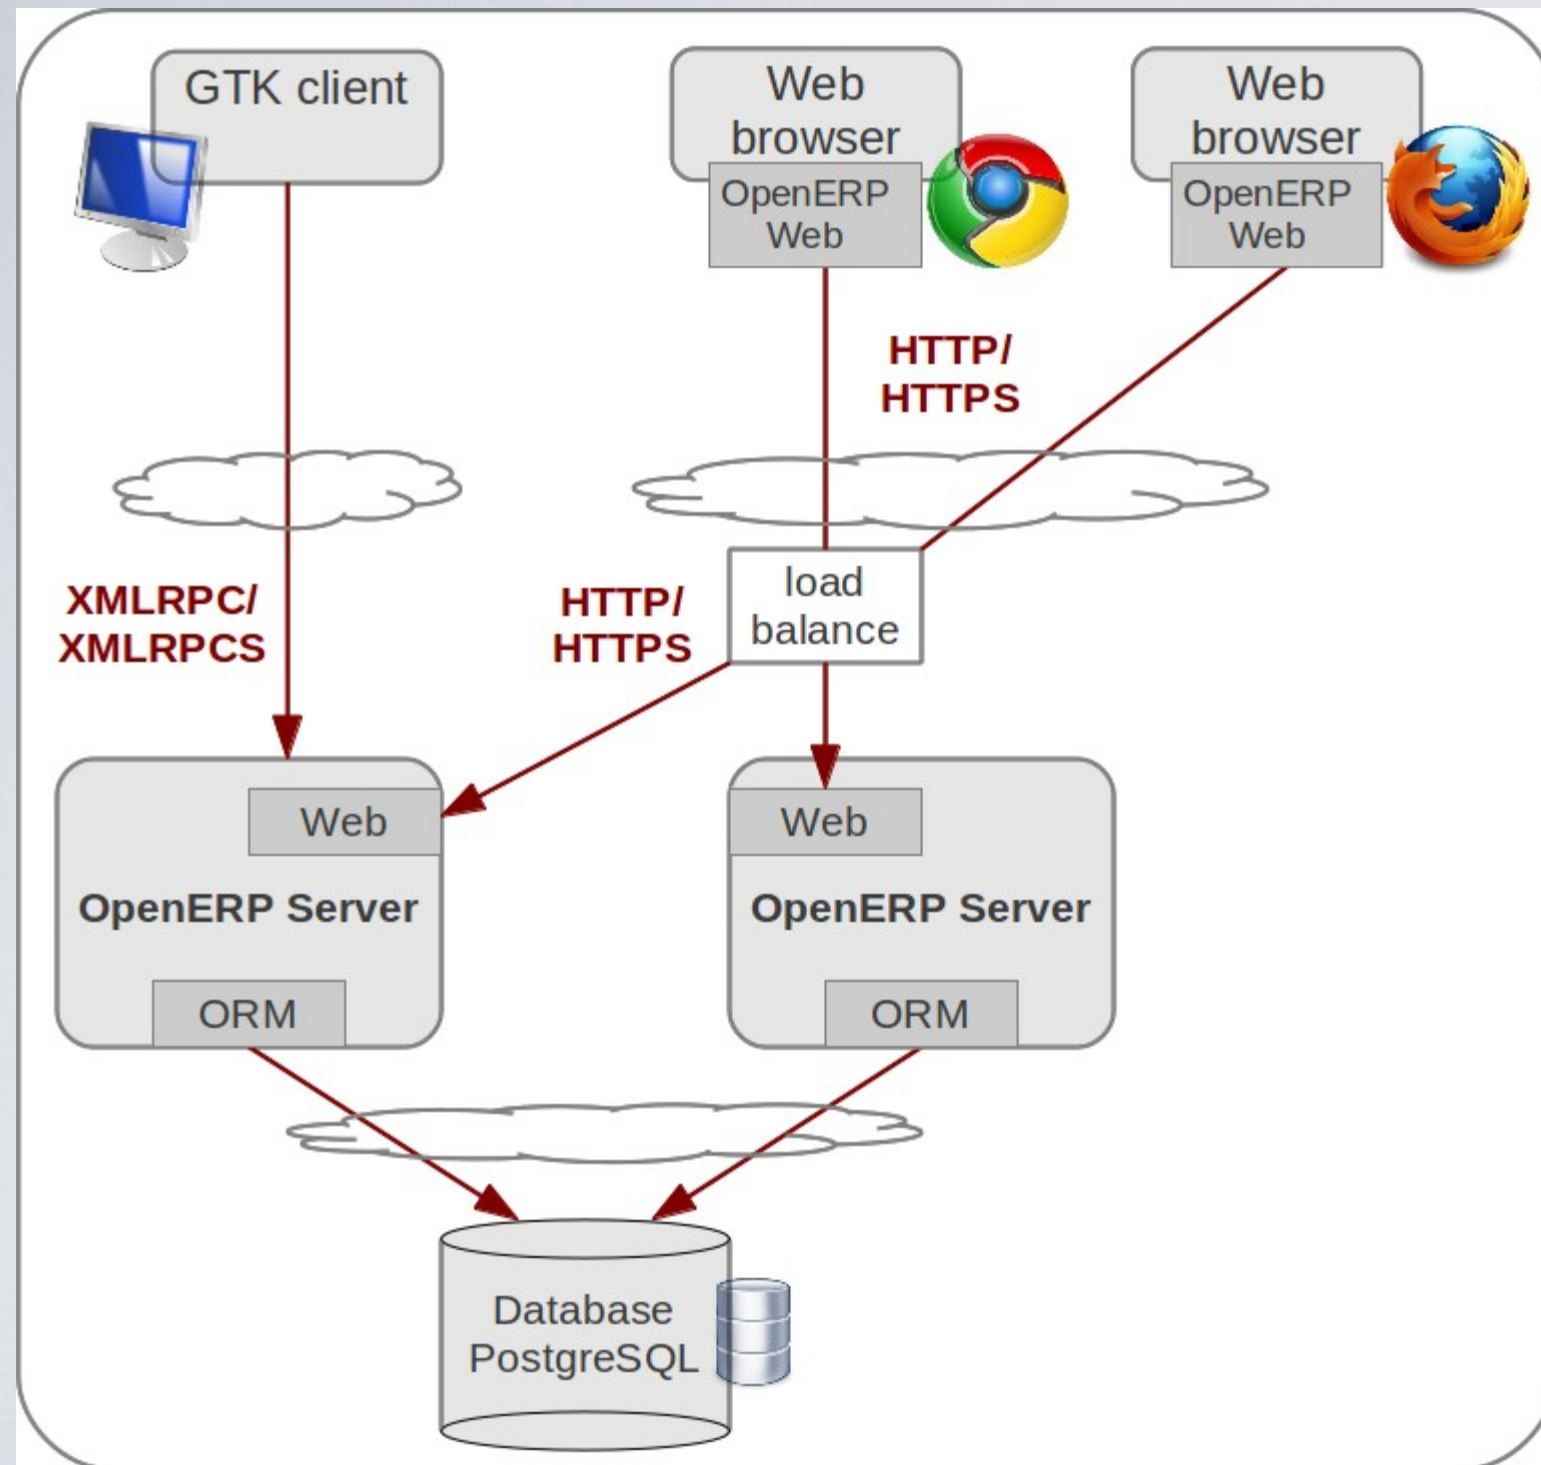 GTK client
Web
browser
OpenERP
Web
Web
browser
OpenERP
Web
HTTP/
HTTPS
XMLRPC/
XMLRPCS
HTTP/
HTTPS
load
balance
Web
OpenERP Server
ORM
Web
OpenERP Server
ORM
Database
PostgreSQL